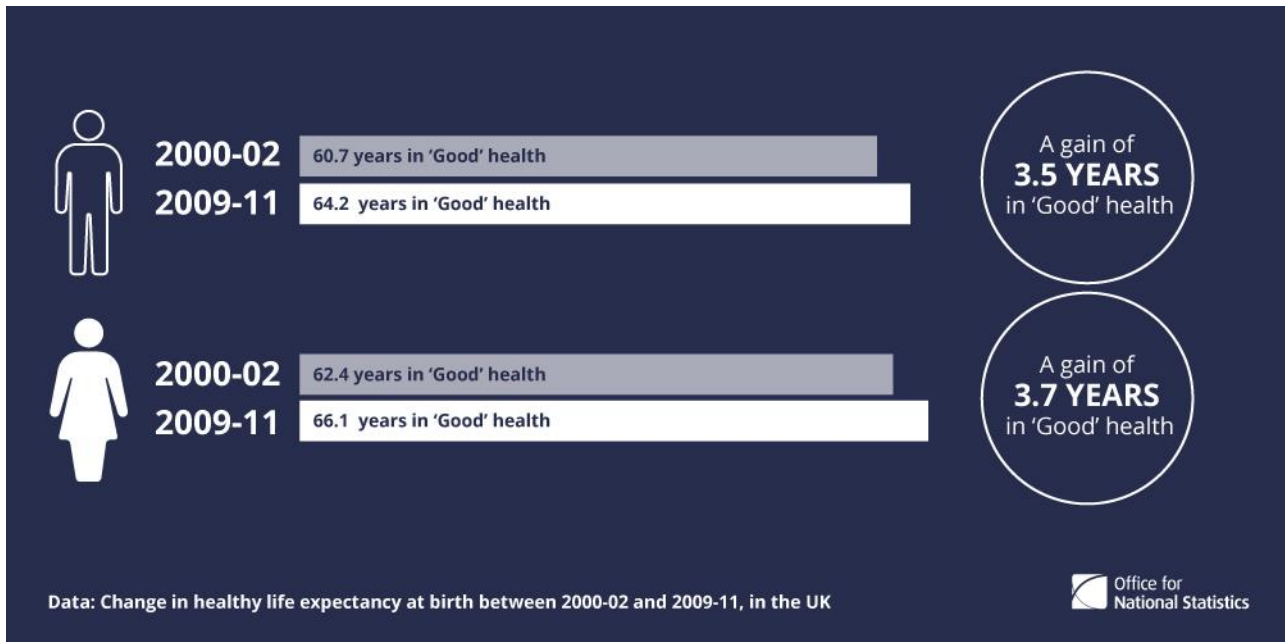 2000-02
60.7 years in ‘Good’ health
2009-11
64.2 years in ‘Good’ health
A gain of
3.5 YEARS
in ‘Good’ health
2000-02
62.4 years in ‘Good’ health
2009-11
66.1 years in ‘Good’ health
A gain of
3.7 YEARS
in ‘Good’ health
Data: Change in healthy life expectancy at birth between 2000-02 and 2009-11, in the UK
Office for
National Statistics